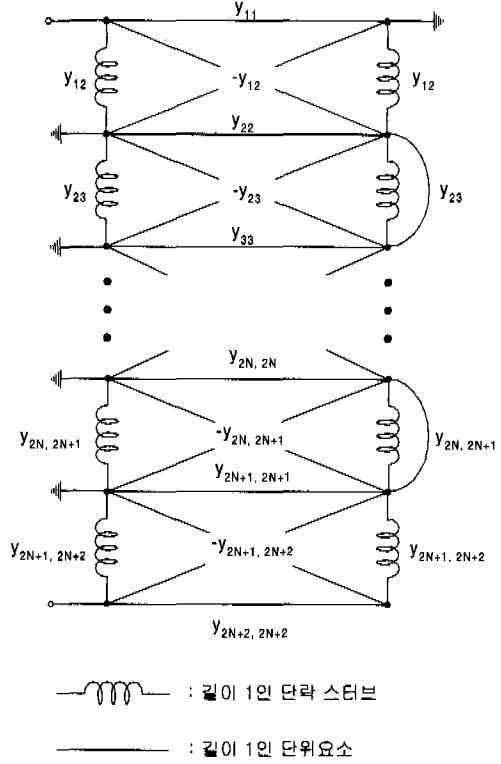 y11
y12
-y12
y12
y22
y23
-y23
y23
y33
y2N, 2N
y2N, 2N+1
-y2N, 2N+1
y2N, 2N+1
y2N+1, 2N+1
y2N+1, 2N+2
-y2N+1, 2N+2
y2N+1, 2N+2
y2N+2, 2N+2
: 길이 1인 단락 스터브
: 길이 1인 단위요소